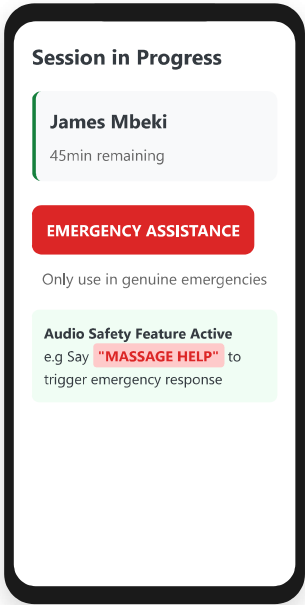 Session in Progress
James Mbeki
45min remaining
EMERGENCY ASSISTANCE
Only use in genuine emergencies
Audio Safety Feature Active
e.g Say "MASSAGE HELP" to
trigger emergency response